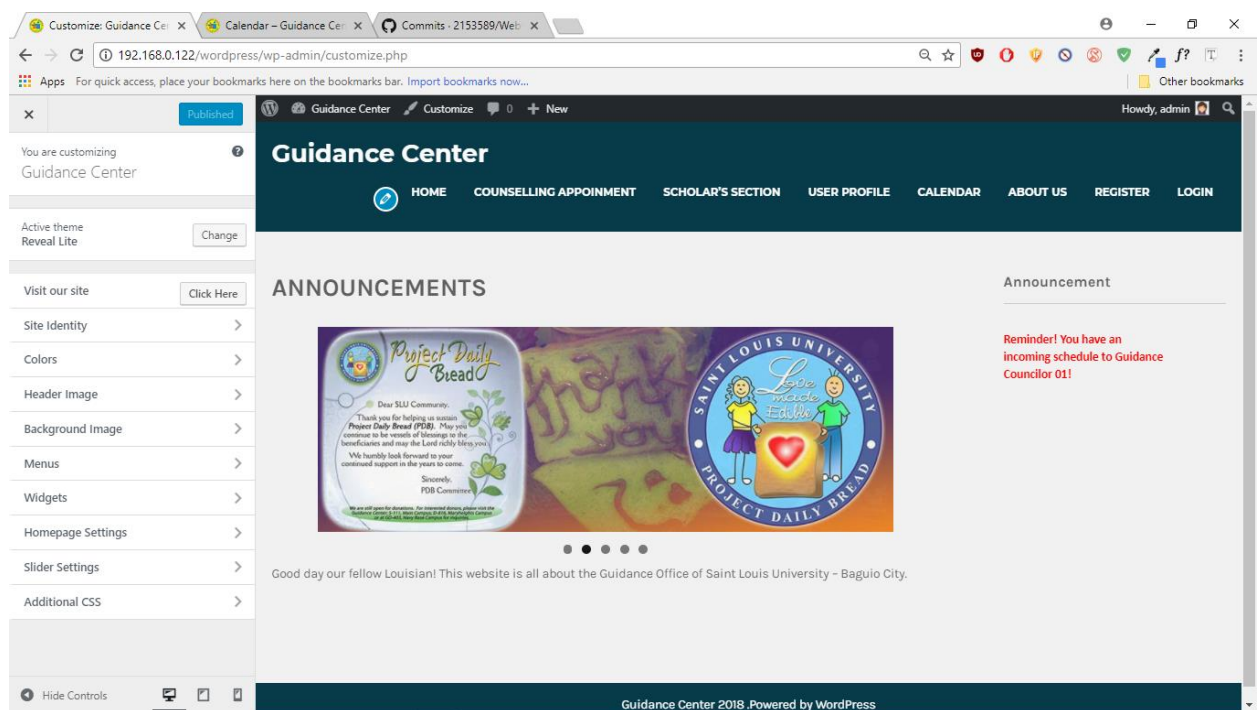 Customize: Guidance Cer
Calendar – Guidance Cen
Commits · 2153589/Web
192.168.0.122/wordpress/wp-admin/customize.php
Apps For quick access, place your bookmarks here on the bookmarks bar. Import bookmarks now...
Other bookmarks
Published
Guidance Center Customize 0 New
Howdy, admin
You are customizing
Guidance Center
Active theme
Reveal Lite
Change
Visit our site
Click Here
Site Identity
Colors
Header Image
Background Image
Menus
Widgets
Homepage Settings
Slider Settings
Additional CSS
Hide Controls
Guidance Center
HOME COUNSELLING APPOINMENT SCHOLAR'S SECTION USER PROFILE CALENDAR ABOUT US REGISTER LOGIN
ANNOUNCEMENTS
Project Daily
Bread
Dear SLU Community,
Thank you for helping us sustain
Project Daily Bread (PDB). May you
continue to be vessels of blessings to the
beneficiaries and may the Lord richly bless you.
We humbly look forward to your
continued support in the years to come.
Sincerely,
PDB Committee
thank
you
SAINT LOUIS UNIVERSITY
Love
made
Edible
PROJECT DAILY BREAD
Good day our fellow Louisian! This website is all about the Guidance Office of Saint Louis University – Baguio City.
Announcement
Reminder! You have an
incoming schedule to Guidance
Councilor 01!
Guidance Center 2018 .Powered by WordPress